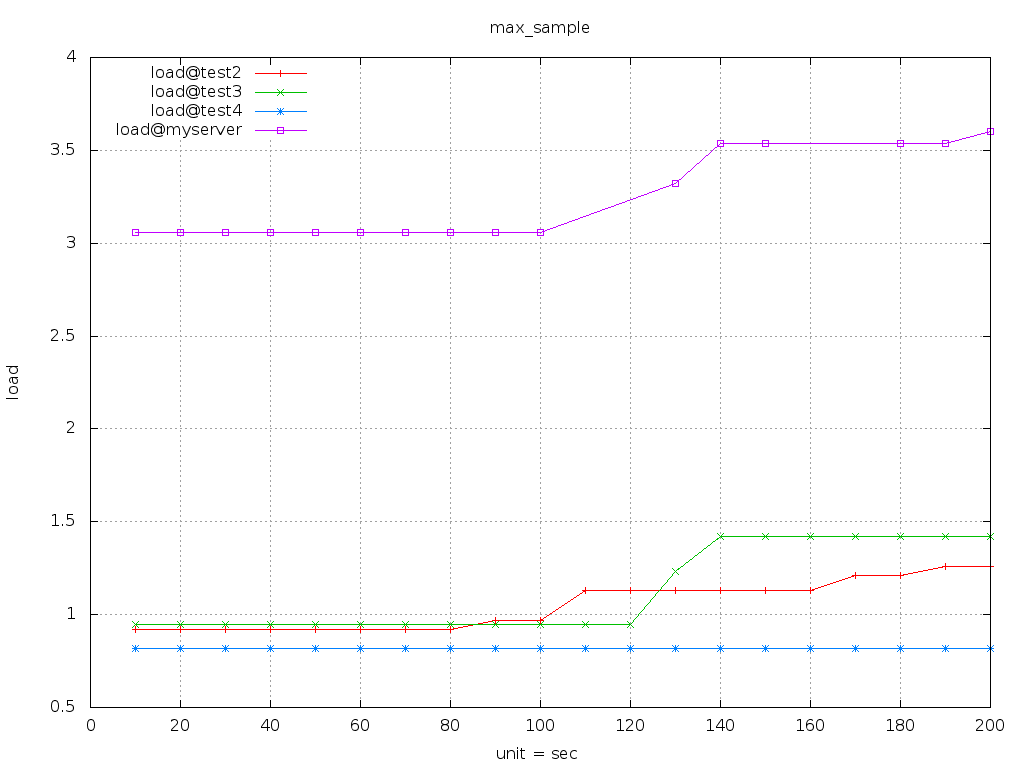 max_sample
4
load@test2
load@test3
load@test4
load@myserver
3.5
3
2.5
load
2
1.5
1
0.5
0 20 40 60 80 100 120 140 160 180 200
unit = sec